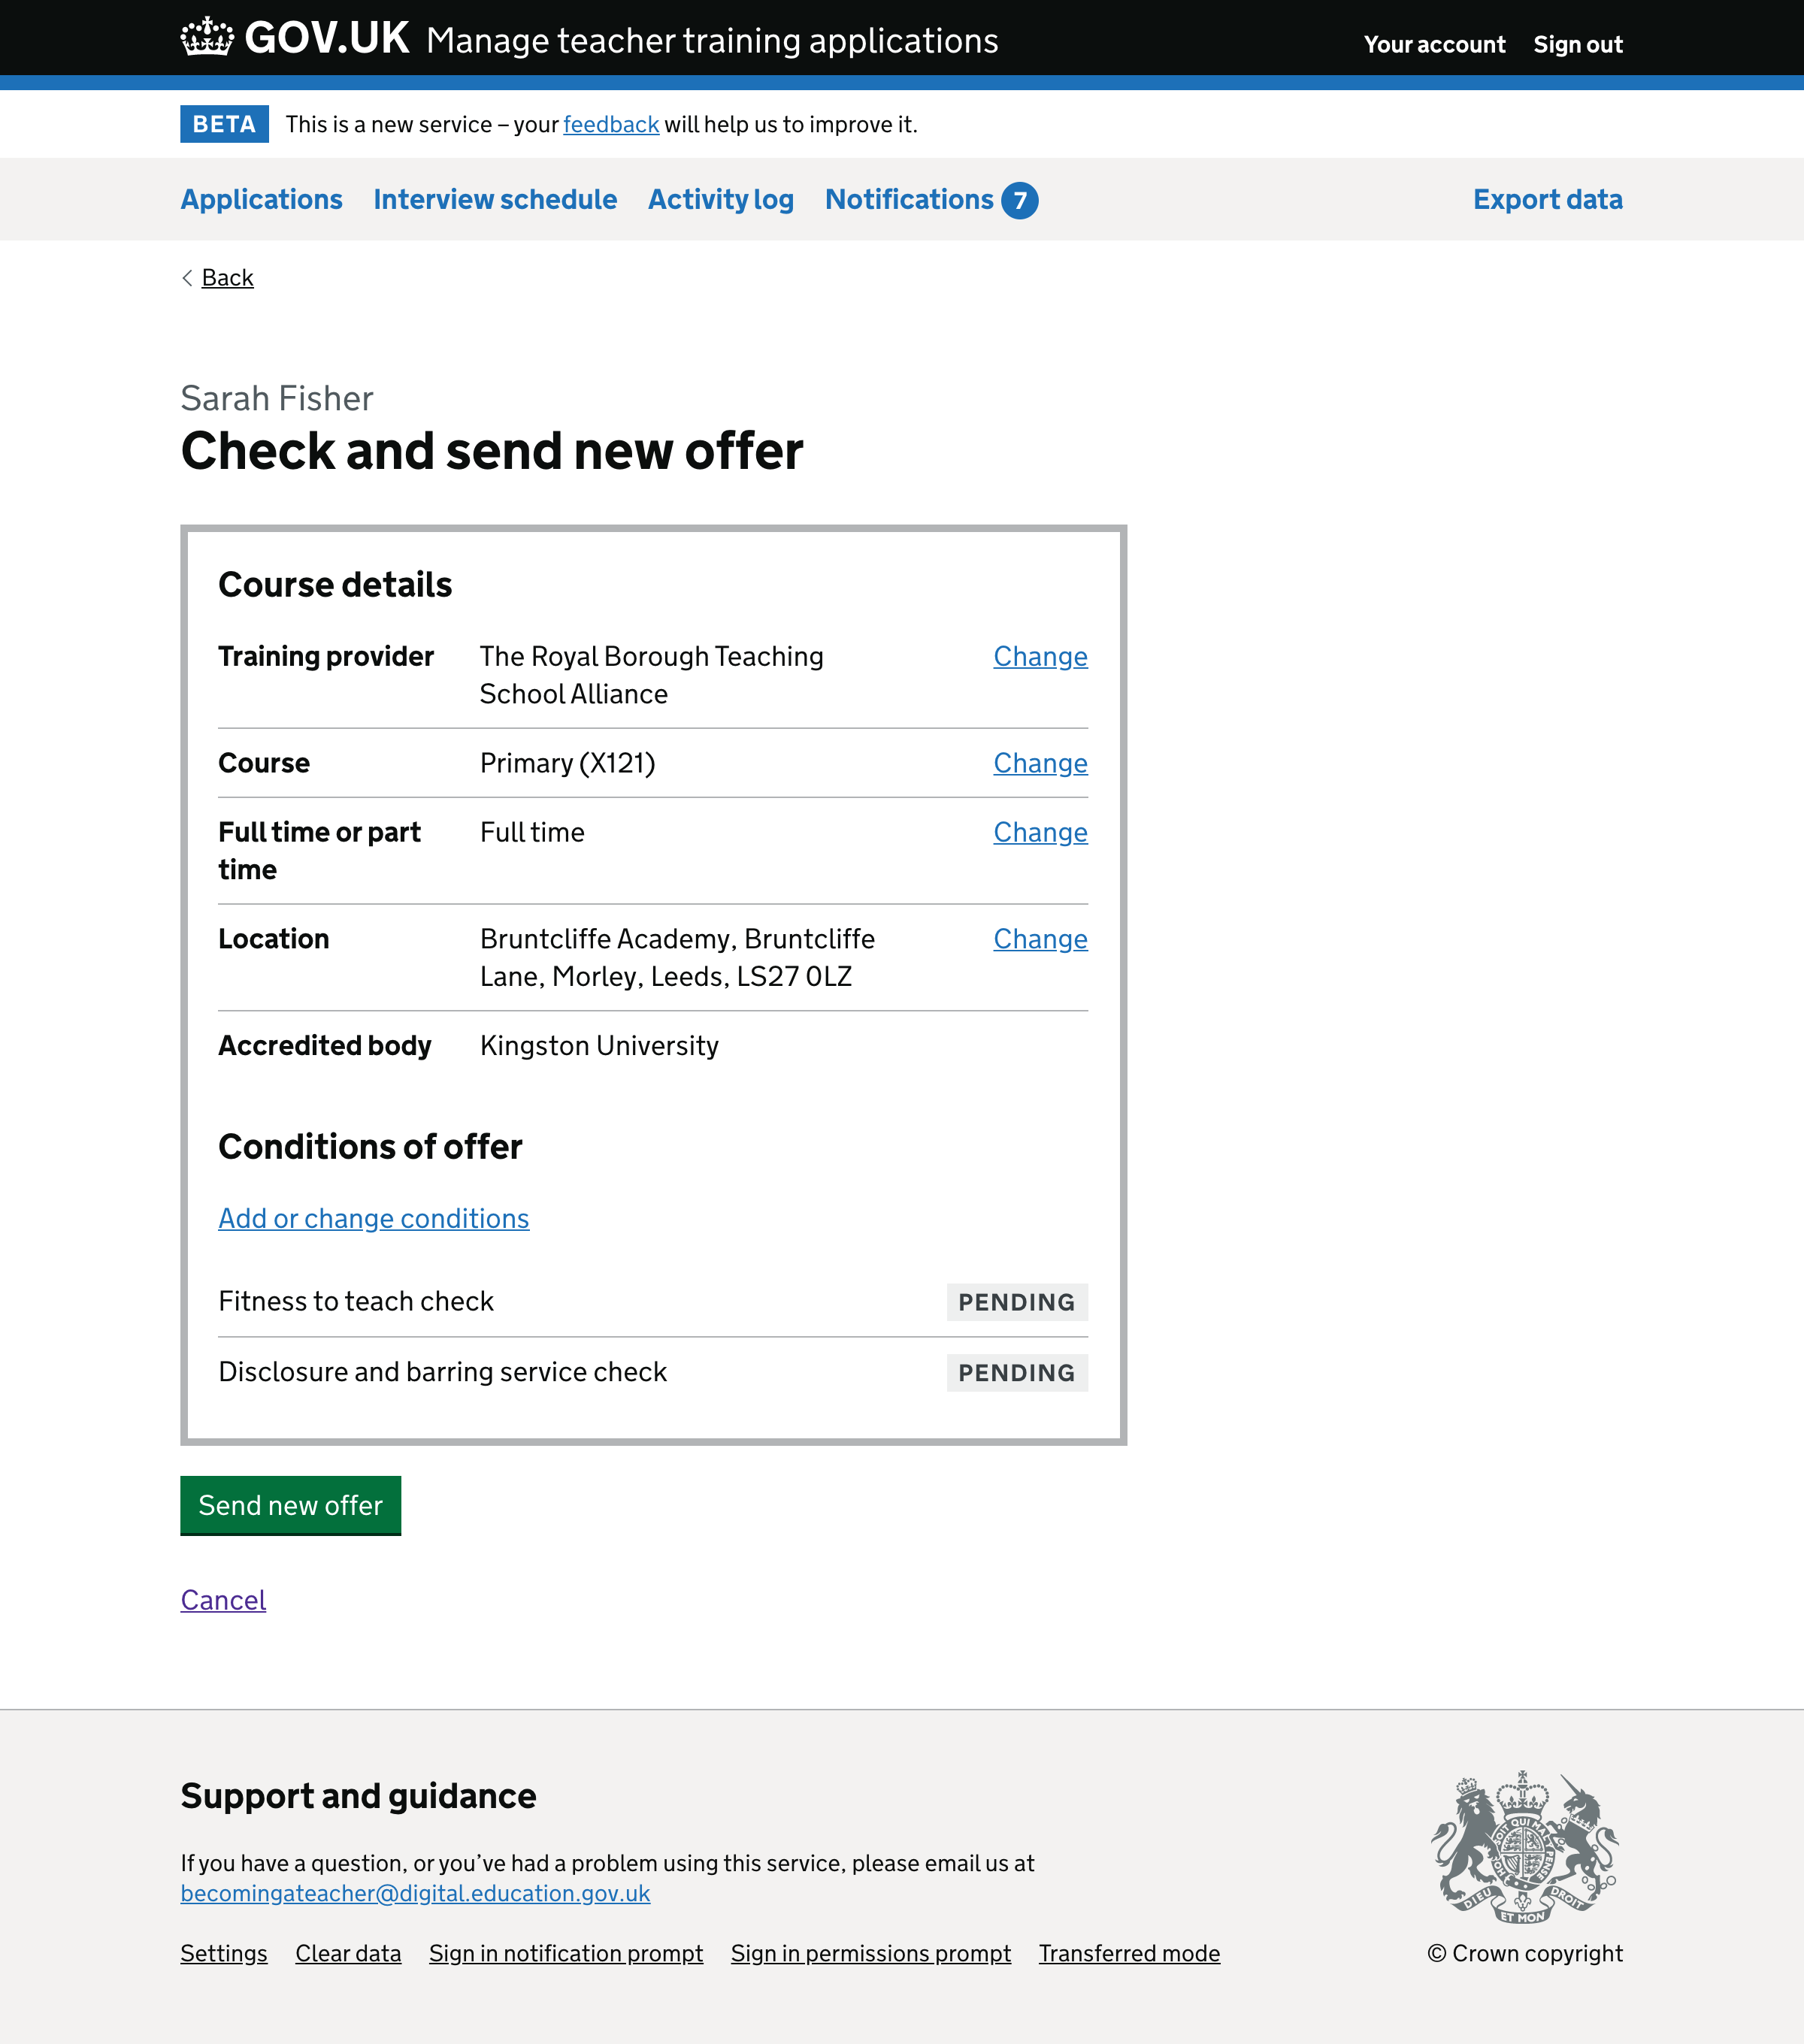 GOV.UK Manage teacher training applications Your account Sign out
BETA This is a new service – your feedback will help us to improve it.
Applications Interview schedule Activity log Notifications 7 Export data
Back
Sarah Fisher
Check and send new offer
Course details
Training provider The Royal Borough Teaching Change
School Alliance
Course Primary (X121) Change
Full time or part Full time Change
time
Location Bruntcliffe Academy, Bruntcliffe Change
Lane, Morley, Leeds, LS27 0LZ
Accredited body Kingston University
Conditions of offer
Add or change conditions
Fitness to teach check PENDING
Disclosure and barring service check PENDING
Send new offer
Cancel
Support and guidance
If you have a question, or you’ve had a problem using this service, please email us at
becomingateacher@digital.education.gov.uk
DIEU ET MON DROIT
Settings Clear data Sign in notification prompt Sign in permissions prompt Transferred mode © Crown copyright